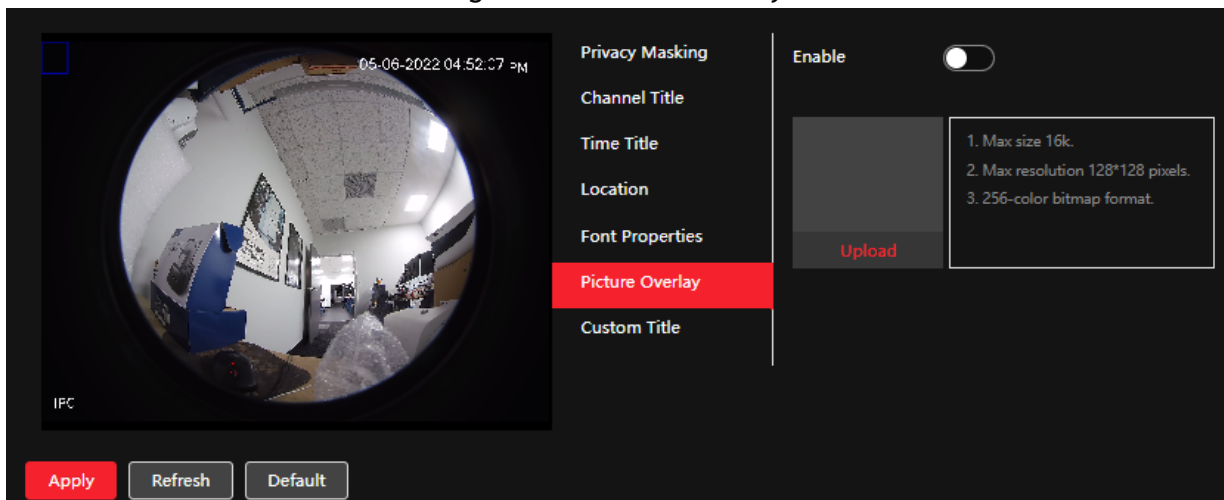 05-06-2022 04:52:07 PM
IPC
Privacy Masking
Channel Title
Time Title
Location
Font Properties
Picture Overlay
Custom Title
Enable
Upload
1. Max size 16k.
2. Max resolution 128*128 pixels.
3. 256-color bitmap format.
Apply
Refresh
Default